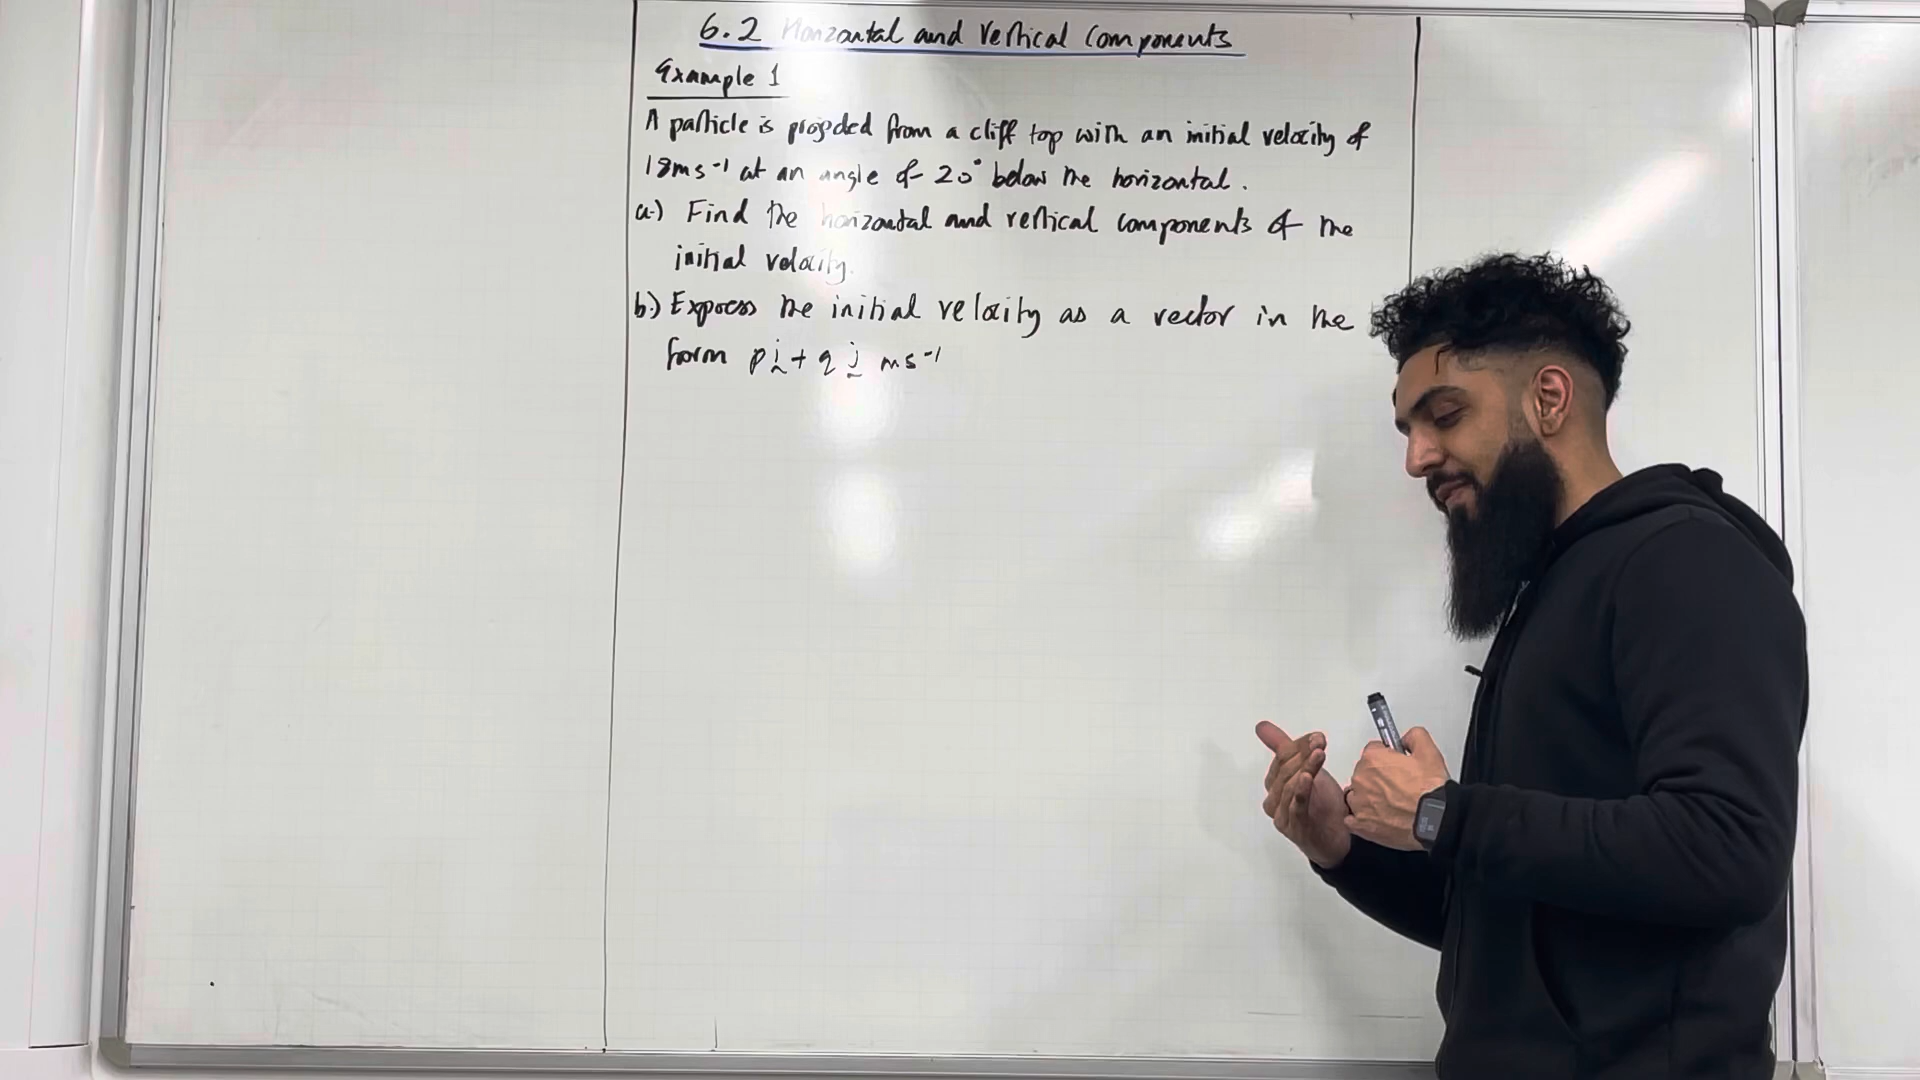 6.2 Horizontal and Vertical Components
Example 1
A particle is projected from a cliff top with an initial velocity of
18ms⁻¹ at an angle of 20° below the horizontal.
a.) Find the horizontal and vertical components of the
initial velocity.
b.) Express the initial velocity as a vector in the
form pi + qj ms⁻¹